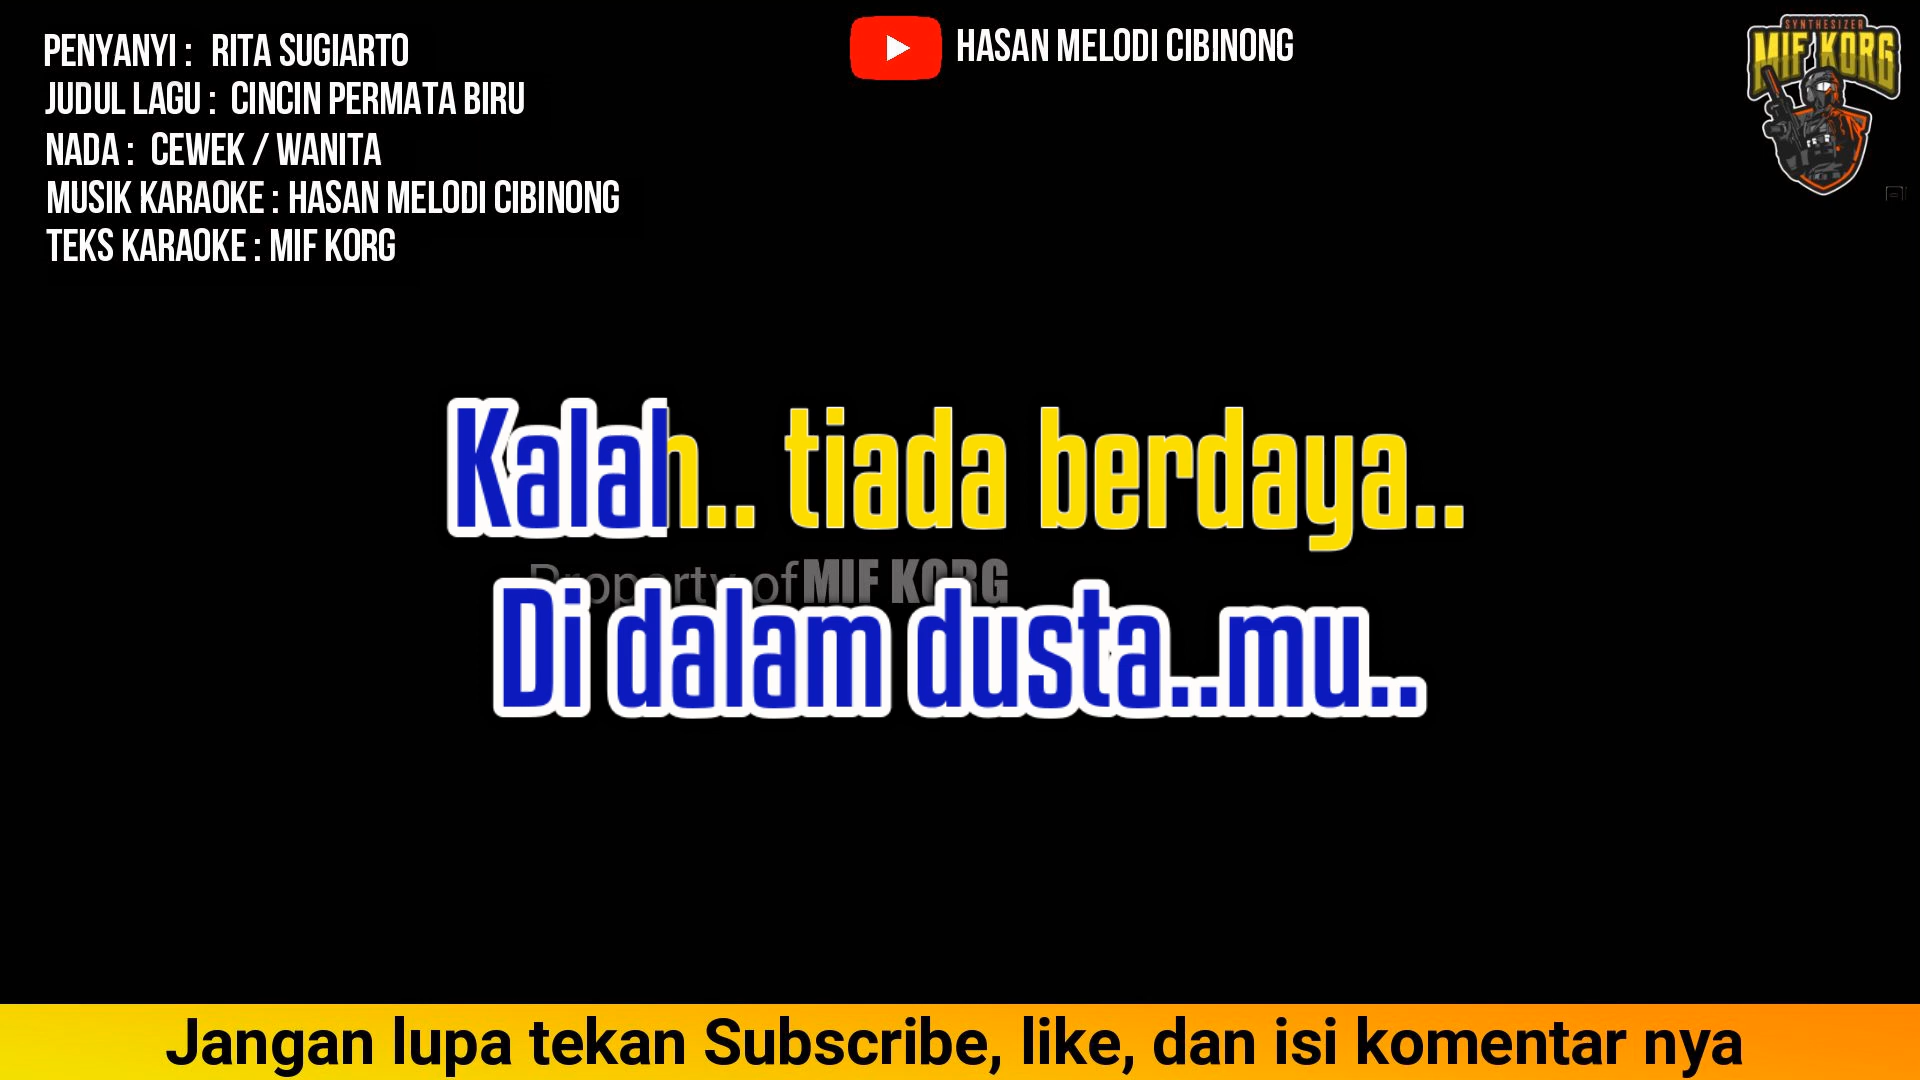 PENYANYI : RITA SUGIARTO
JUDUL LAGU : CINCIN PERMATA BIRU
NADA : CEWEK / WANITA
MUSIK KARAOKE : HASAN MELODI CIBINONG
TEKS KARAOKE : MIF KORG
HASAN MELODI CIBINONG
SYNTHESIZER
MIF KORG
Kalah.. tiada berdaya..
Property of MIF KORG
Di dalam dusta..mu..
Jangan lupa tekan Subscribe, like, dan isi komentar nya